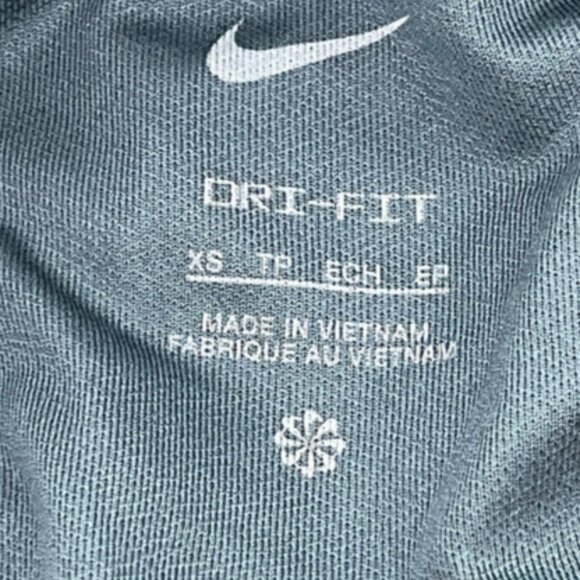 DRI-FIT
XS TP ECH EP
MADE IN VIETNAM
FABRIQUE AU VIETNAM